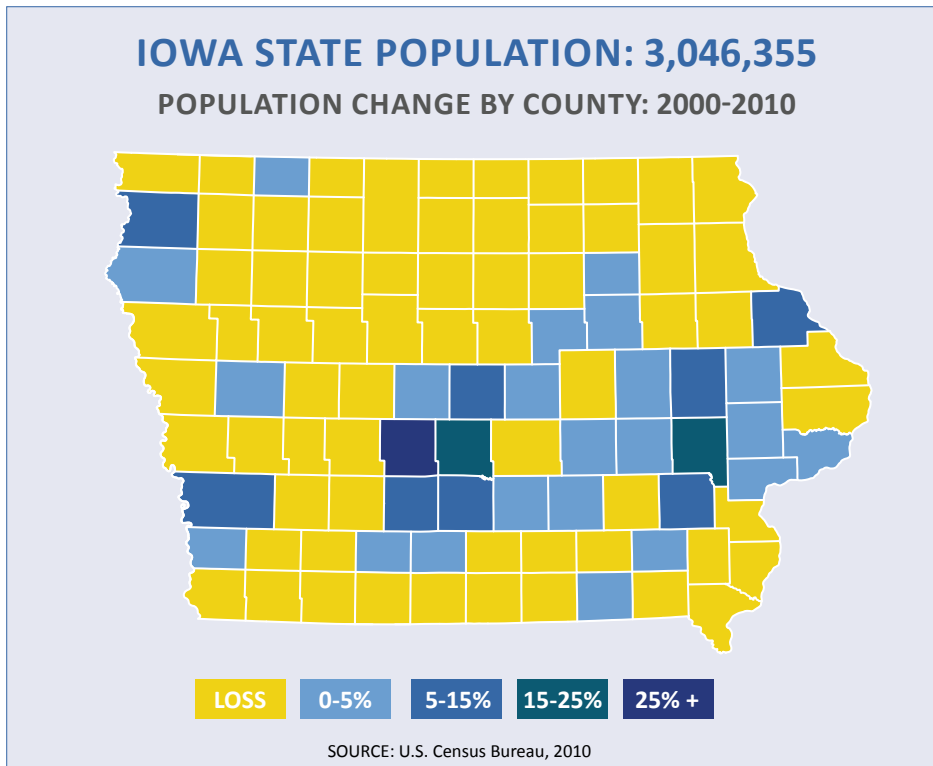 IOWA STATE POPULATION: 3,046,355
POPULATION CHANGE BY COUNTY: 2000-2010
LOSS 0-5% 5-15% 15-25% 25% +
SOURCE: U.S. Census Bureau, 2010